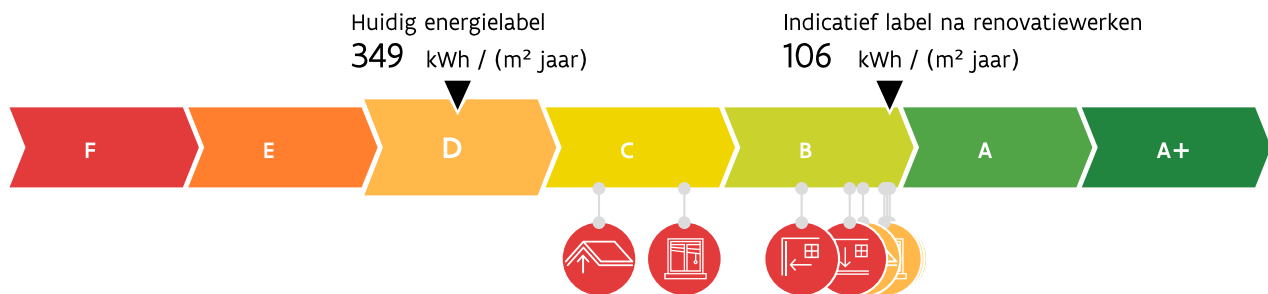 Huidig energielabel
349 kWh / (m² jaar)
Indicatief label na renovatiewerken
106 kWh / (m² jaar)
F
E
D
C
B
A
A+